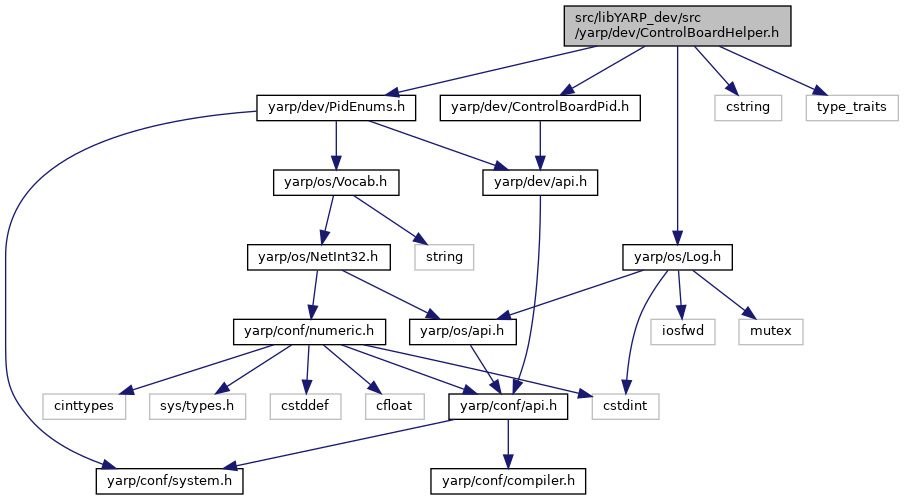 src/libYARP_dev/src
/yarp/dev/ControlBoardHelper.h
yarp/dev/PidEnums.h
yarp/dev/ControlBoardPid.h
cstring
type_traits
yarp/os/Vocab.h
yarp/dev/api.h
yarp/os/NetInt32.h
string
yarp/os/Log.h
yarp/conf/numeric.h
yarp/os/api.h
iosfwd
mutex
cinttypes
sys/types.h
cstddef
cfloat
yarp/conf/api.h
cstdint
yarp/conf/system.h
yarp/conf/compiler.h